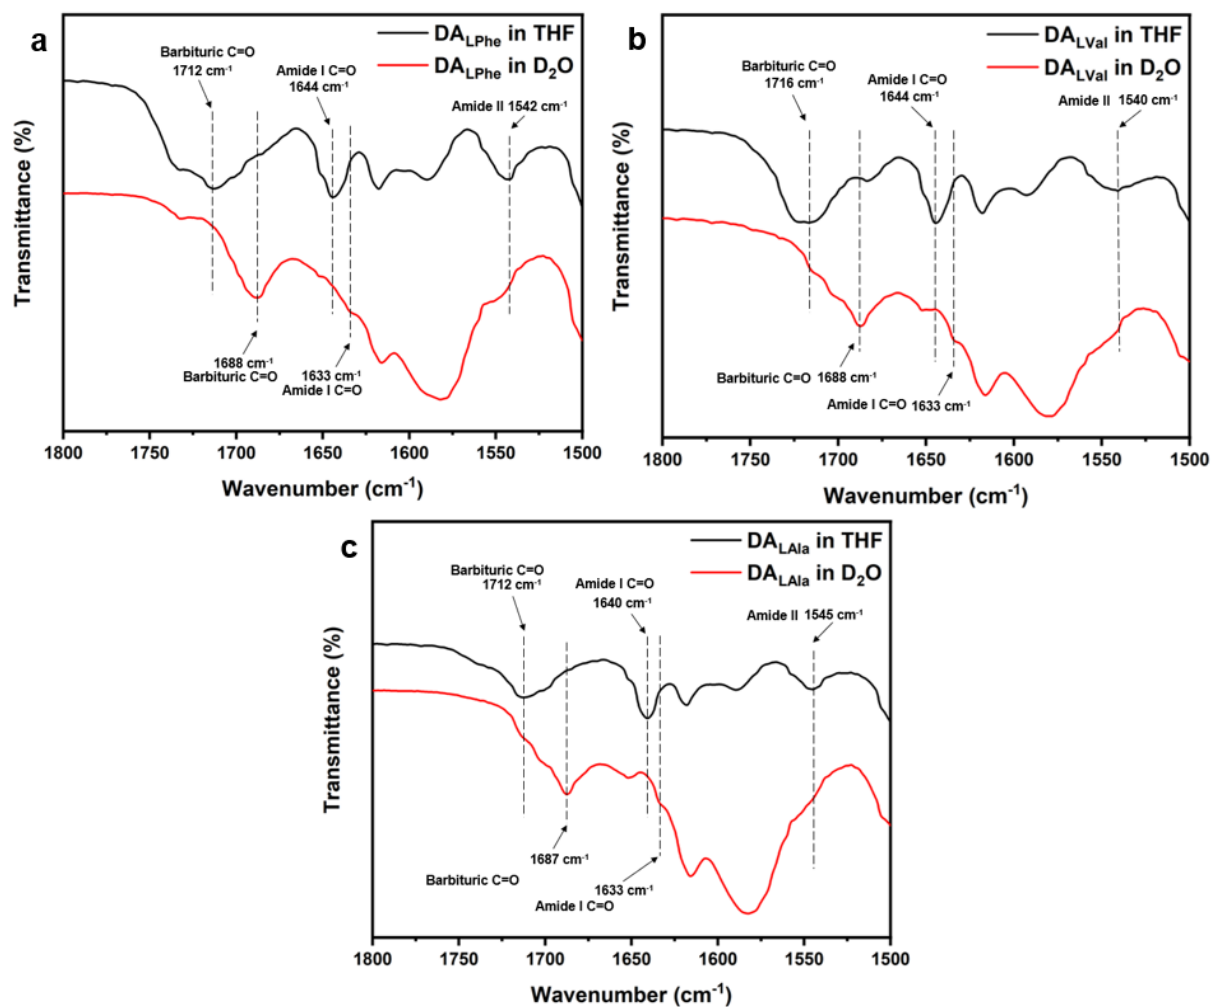 a
DA_LPhe in THF
DA_LPhe in D₂O
Barbituric C=O
1712 cm⁻¹
Amide I C=O
1644 cm⁻¹
Amide II 1542 cm⁻¹
1688 cm⁻¹
Barbituric C=O
1633 cm⁻¹
Amide I C=O
Transmittance (%)
1800 1750 1700 1650 1600 1550 1500
Wavenumber (cm⁻¹)
b
DA_LVal in THF
DA_LVal in D₂O
Barbituric C=O
1716 cm⁻¹
Amide I C=O
1644 cm⁻¹
Amide II 1540 cm⁻¹
Barbituric C=O 1688 cm⁻¹
Amide I C=O 1633 cm⁻¹
Transmittance (%)
1800 1750 1700 1650 1600 1550 1500
Wavenumber (cm⁻¹)
c
DA_LAla in THF
DA_LAla in D₂O
Barbituric C=O
1712 cm⁻¹
Amide I C=O
1640 cm⁻¹
Amide II 1545 cm⁻¹
1687 cm⁻¹
Barbituric C=O
1633 cm⁻¹
Amide I C=O
Transmittance (%)
1800 1750 1700 1650 1600 1550 1500
Wavenumber (cm⁻¹)